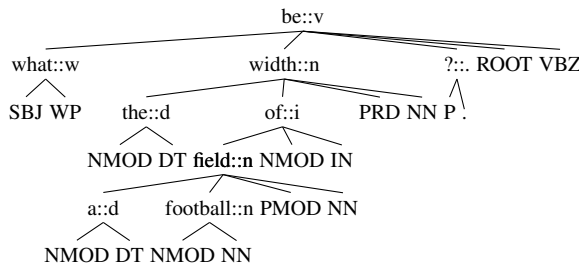 be::v
what::w width::n ?::. ROOT VBZ
SBJ WP the::d of::i PRD NN P .
NMOD DT field::n NMOD IN
a::d football::n PMOD NN
NMOD DT NMOD NN